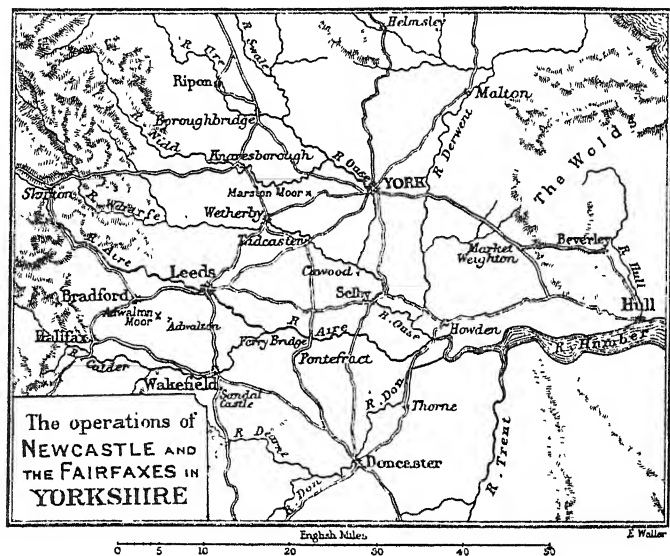 Helmsley
R. Ure
R. Swale
Ripon
Malton
Boroughbridge
R. Nidd
R. Derwent
The Wolds
Knaresborough
R. Ouse
Skipton
Marston Moor x
YORK
R. Wharfe
Wetherby
Tadcaster
Beverley
Market
Weighton
R. Aire
R. Hull
Cawood
Leeds
Selby
Hull
Bradford
Adwalton
Moor x
Adwalton
R. Ouse
Howden
Halifax
R. Aire
Ferry Bridge
R. Humber
Pontefract
R. Calder
Wakefield
Sandal
Castle
R. Don
Thorne
The operations of
NEWCASTLE AND
THE FAIRFAXES IN
YORKSHIRE
R. Dearne
R. Trent
Doncaster
R. Don
English Miles
E. Waller
0 5 10 20 30 40 50